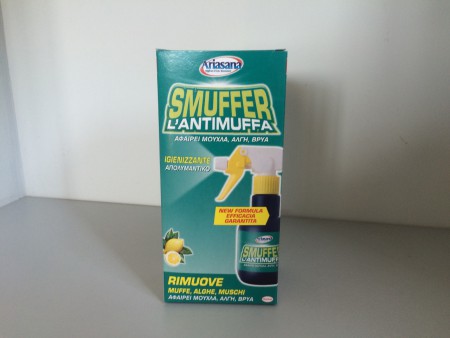 Ariasana
SMUFFER
L'ANTIMUFFA
ΑΦΑΙΡΕΙ ΜΟΥΧΛΑ, ΑΛΓΗ, ΒΡΥΑ
IGIENIZZANTE
ΑΠΟΛΥΜΑΝΤΙΚΟ
NEW FORMULA
EFFICACIA
GARANTITA
Ariasana
SMUFFER
L'ANTIMUFFA
RIMUOVE
MUFFE, ALGHE, MUSCHI
ΑΦΑΙΡΕΙ ΜΟΥΧΛΑ, ΑΛΓΗ, ΒΡΥΑ